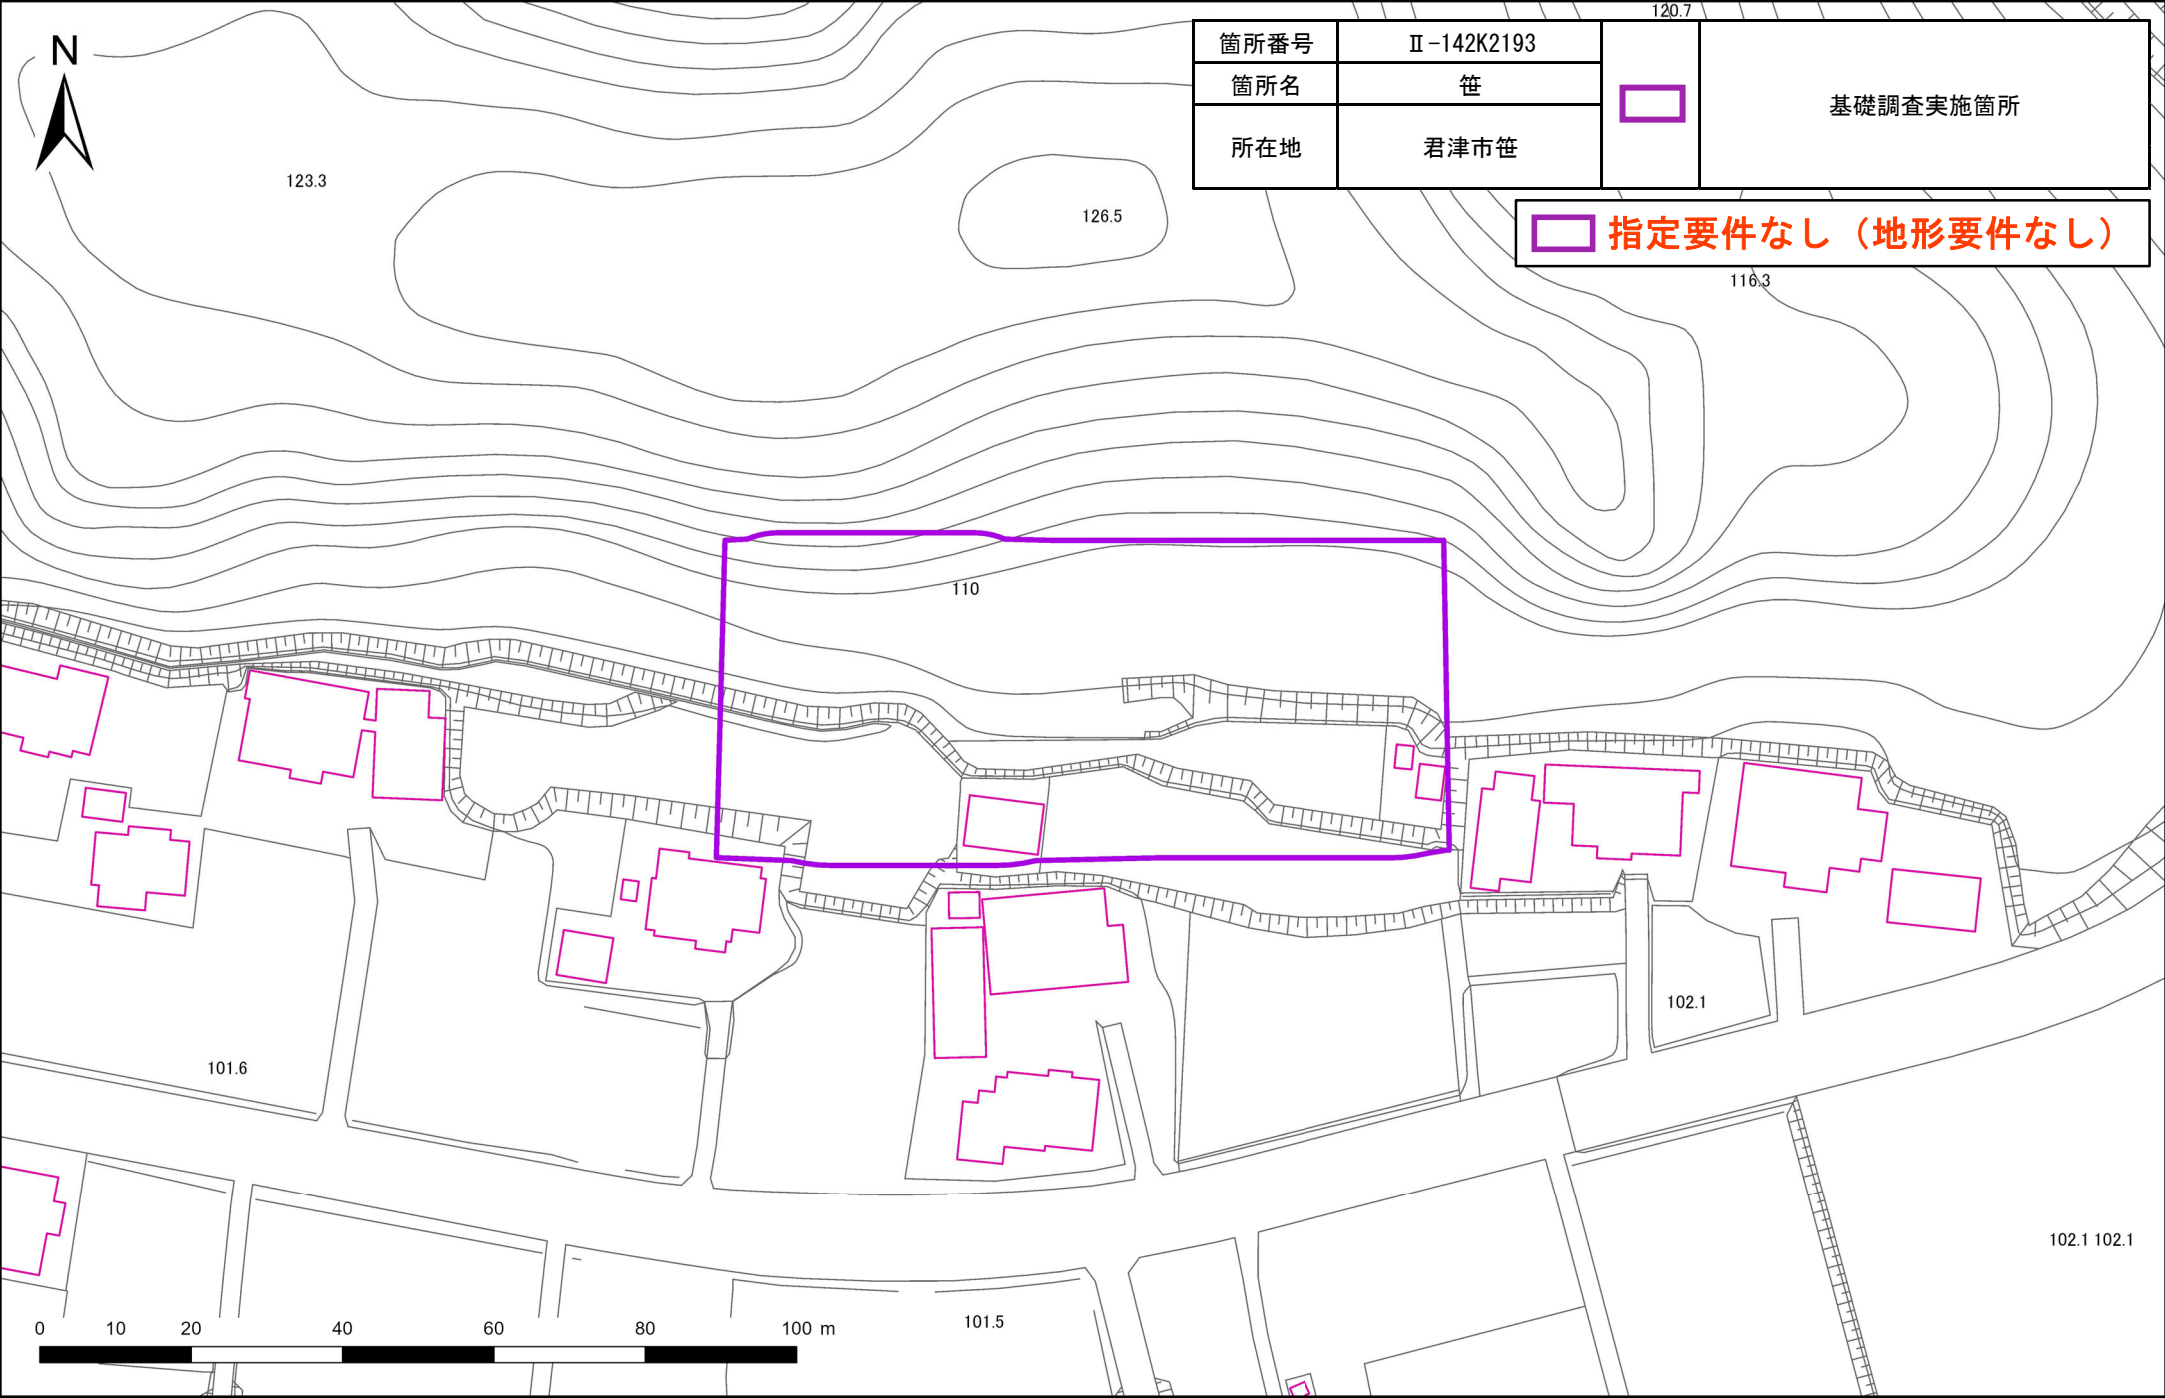 120.7
N
箇所番号 Ⅱ-142K2193
箇所名 笹
基礎調査実施箇所
所在地 君津市笹
指定要件なし（地形要件なし）
123.3
126.5
116.3
110
102.1
101.6
102.1 102.1
101.5
0 10 20 40 60 80 100 m